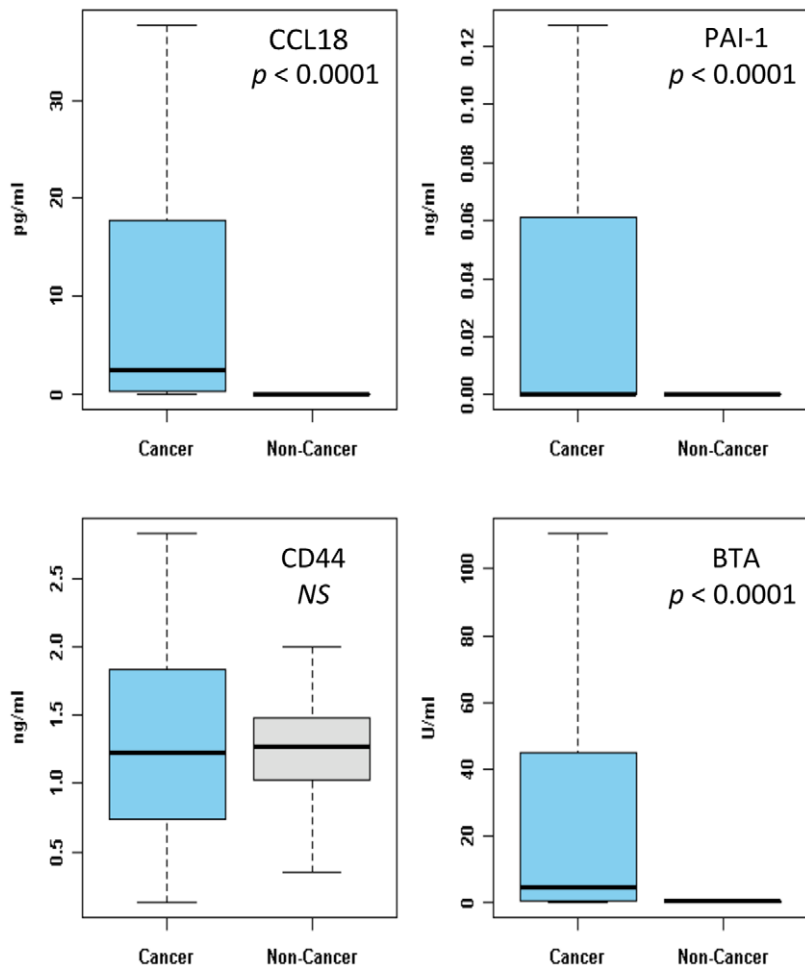 CCL18
p < 0.0001
pg/ml
30
20
10
0
Cancer Non-Cancer
PAI-1
p < 0.0001
ng/ml
0.12
0.10
0.08
0.06
0.04
0.02
0.00
Cancer Non-Cancer
CD44
NS
ng/ml
2.5
2.0
1.5
1.0
0.5
Cancer Non-Cancer
BTA
p < 0.0001
U/ml
100
80
60
40
20
0
Cancer Non-Cancer